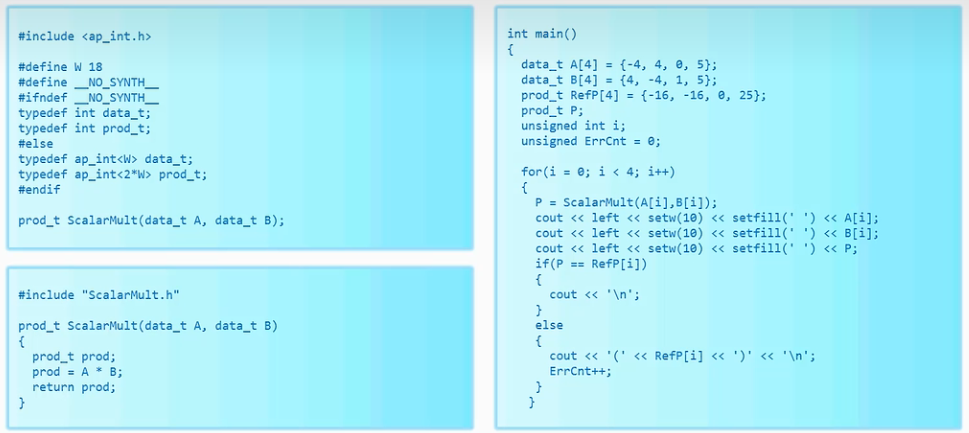 #include <ap_int.h>
#define W 18
#define __NO_SYNTH__
#ifndef __NO_SYNTH__
typedef int data_t;
typedef int prod_t;
#else
typedef ap_int<W> data_t;
typedef ap_int<2*W> prod_t;
#endif
prod_t ScalarMult(data_t A, data_t B);
#include "ScalarMult.h"
prod_t ScalarMult(data_t A, data_t B)
{
prod_t prod;
prod = A * B;
return prod;
}
int main()
{
data_t A[4] = {-4, 4, 0, 5};
data_t B[4] = {4, -4, 1, 5};
prod_t RefP[4] = {-16, -16, 0, 25};
prod_t P;
unsigned int i;
unsigned ErrCnt = 0;
for(i = 0; i < 4; i++)
{
P = ScalarMult(A[i],B[i]);
cout << left << setw(10) << setfill(' ') << A[i];
cout << left << setw(10) << setfill(' ') << B[i];
cout << left << setw(10) << setfill(' ') << P;
if(P == RefP[i])
{
cout << '\n';
}
else
{
cout << '(' << RefP[i] << ')' << '\n';
ErrCnt++;
}
}